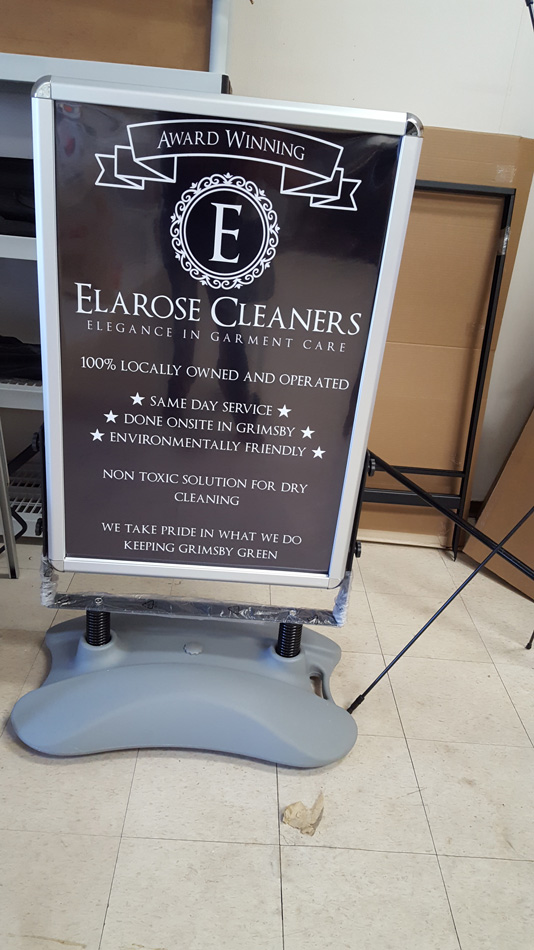 AWARD WINNING
E
ELAROSE CLEANERS
ELEGANCE IN GARMENT CARE
100% LOCALLY OWNED AND OPERATED
★ SAME DAY SERVICE ★
★ DONE ONSITE IN GRIMSBY ★
★ ENVIRONMENTALLY FRIENDLY ★
NON TOXIC SOLUTION FOR DRY
CLEANING
WE TAKE PRIDE IN WHAT WE DO
KEEPING GRIMSBY GREEN